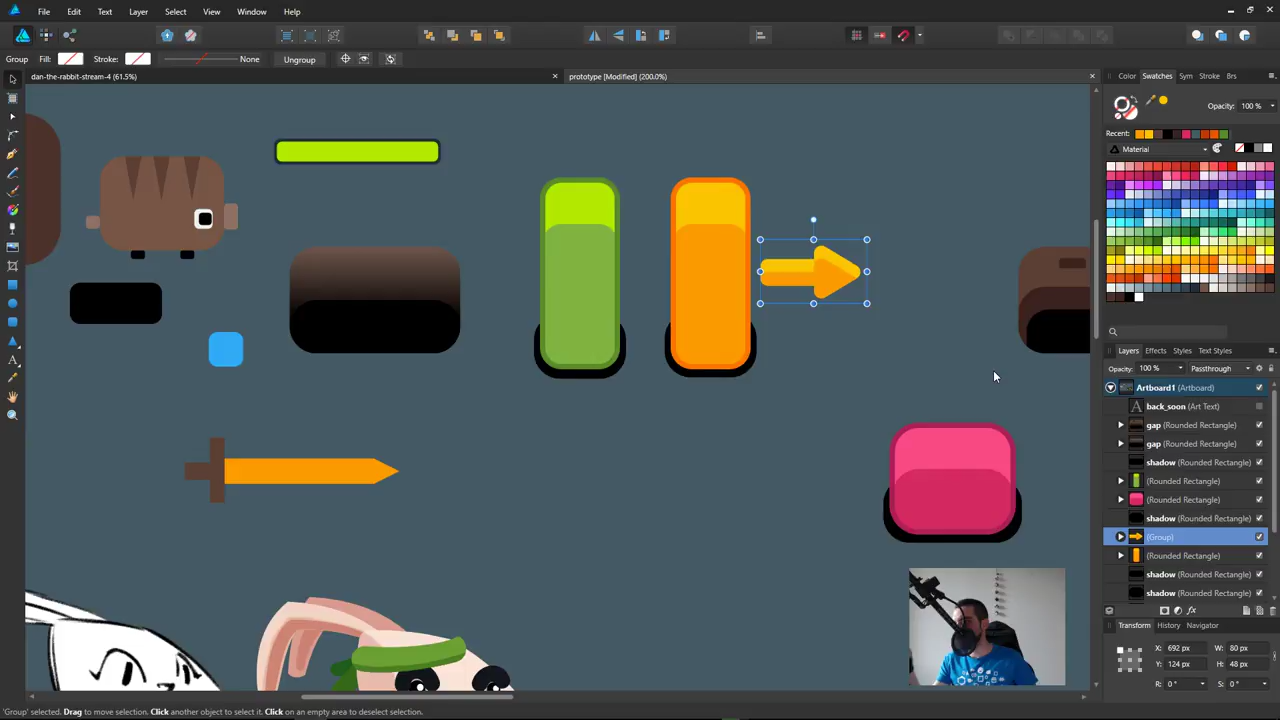 File Edit Text Layer Select View Window Help
Group Fill: Stroke: None Ungroup
dan-the-rabbit-stream-4 (61.5%) × prototype [Modified] (200.0%) ×
Color Swatches Sym Stroke Brs
Opacity: 100 %
Recent:
Material
Layers Effects Styles Text Styles
Opacity: 100 % Passthrough
Artboard1 (Artboard)
A back_soon (Art Text)
gap (Rounded Rectangle)
gap (Rounded Rectangle)
shadow (Rounded Rectangle)
(Rounded Rectangle)
(Rounded Rectangle)
shadow (Rounded Rectangle)
(Group)
(Rounded Rectangle)
shadow (Rounded Rectangle)
shadow (Rounded Rectangle)
fx
Transform History Navigator
X: 692 px W: 80 px
Y: 124 px H: 48 px
R: 0 ° S: 0 °
'Group' selected. Drag to move selection. Click another object to select it. Click on an empty area to deselect selection.